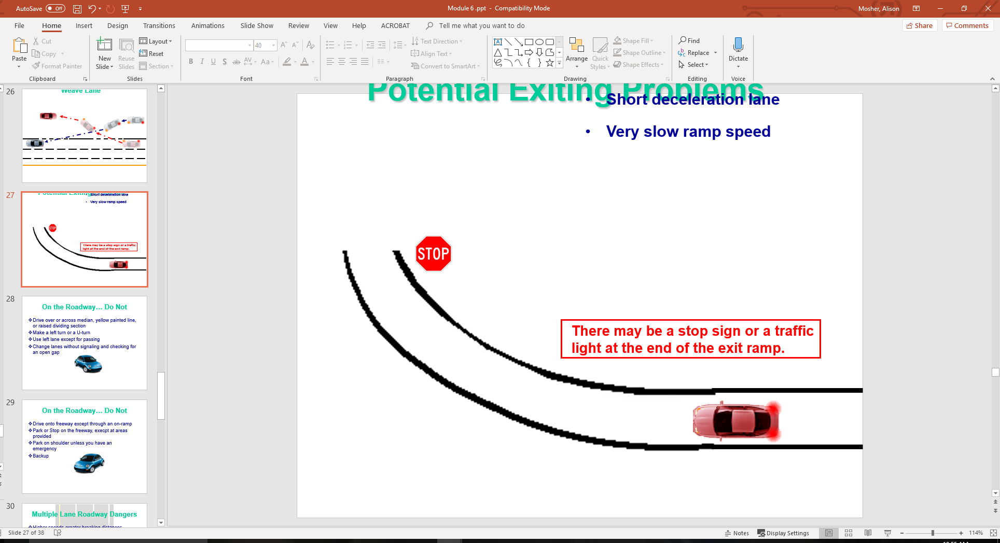 AutoSave Off
Module 6 .ppt - Compatibility Mode
Mosher, Alison
File Home Insert Design Transitions Animations Slide Show Review View Help ACROBAT Tell me what you want to do
Share Comments
Paste
Cut
Copy
Format Painter
Clipboard
New Slide
Reuse Slides
Layout
Reset
Section
Slides
40
B I U S ab AV Aa A
Font
Text Direction
Align Text
Convert to SmartArt
Paragraph
Arrange
Quick Styles
Shape Fill
Shape Outline
Shape Effects
Drawing
Find
Replace
Select
Editing
Dictate
Voice
26
Weave Lane
27
Potential Exiting
Short deceleration lane
Very slow ramp speed
STOP
There may be a stop sign or a traffic
light at the end of the exit ramp.
28
On the Roadway... Do Not
❖Drive over or across median, yellow painted line,
or raised dividing section
❖Make a left turn or a U-turn
❖Use left lane except for passing
❖Change lanes without signaling and checking for
an open gap
29
On the Roadway... Do Not
❖Drive onto freeway except through an on-ramp
❖Park or Stop on the freeway, execpt at areas
provided
❖Park on shoulder unless you have an
emergency
❖Backup
30
Multiple Lane Roadway Dangers
❖Higher speeds greater breaking distances
Potential Exiting Problems
• Short deceleration lane
• Very slow ramp speed
STOP
There may be a stop sign or a traffic
light at the end of the exit ramp.
Slide 27 of 38
Notes Display Settings
114%
10:55 AM